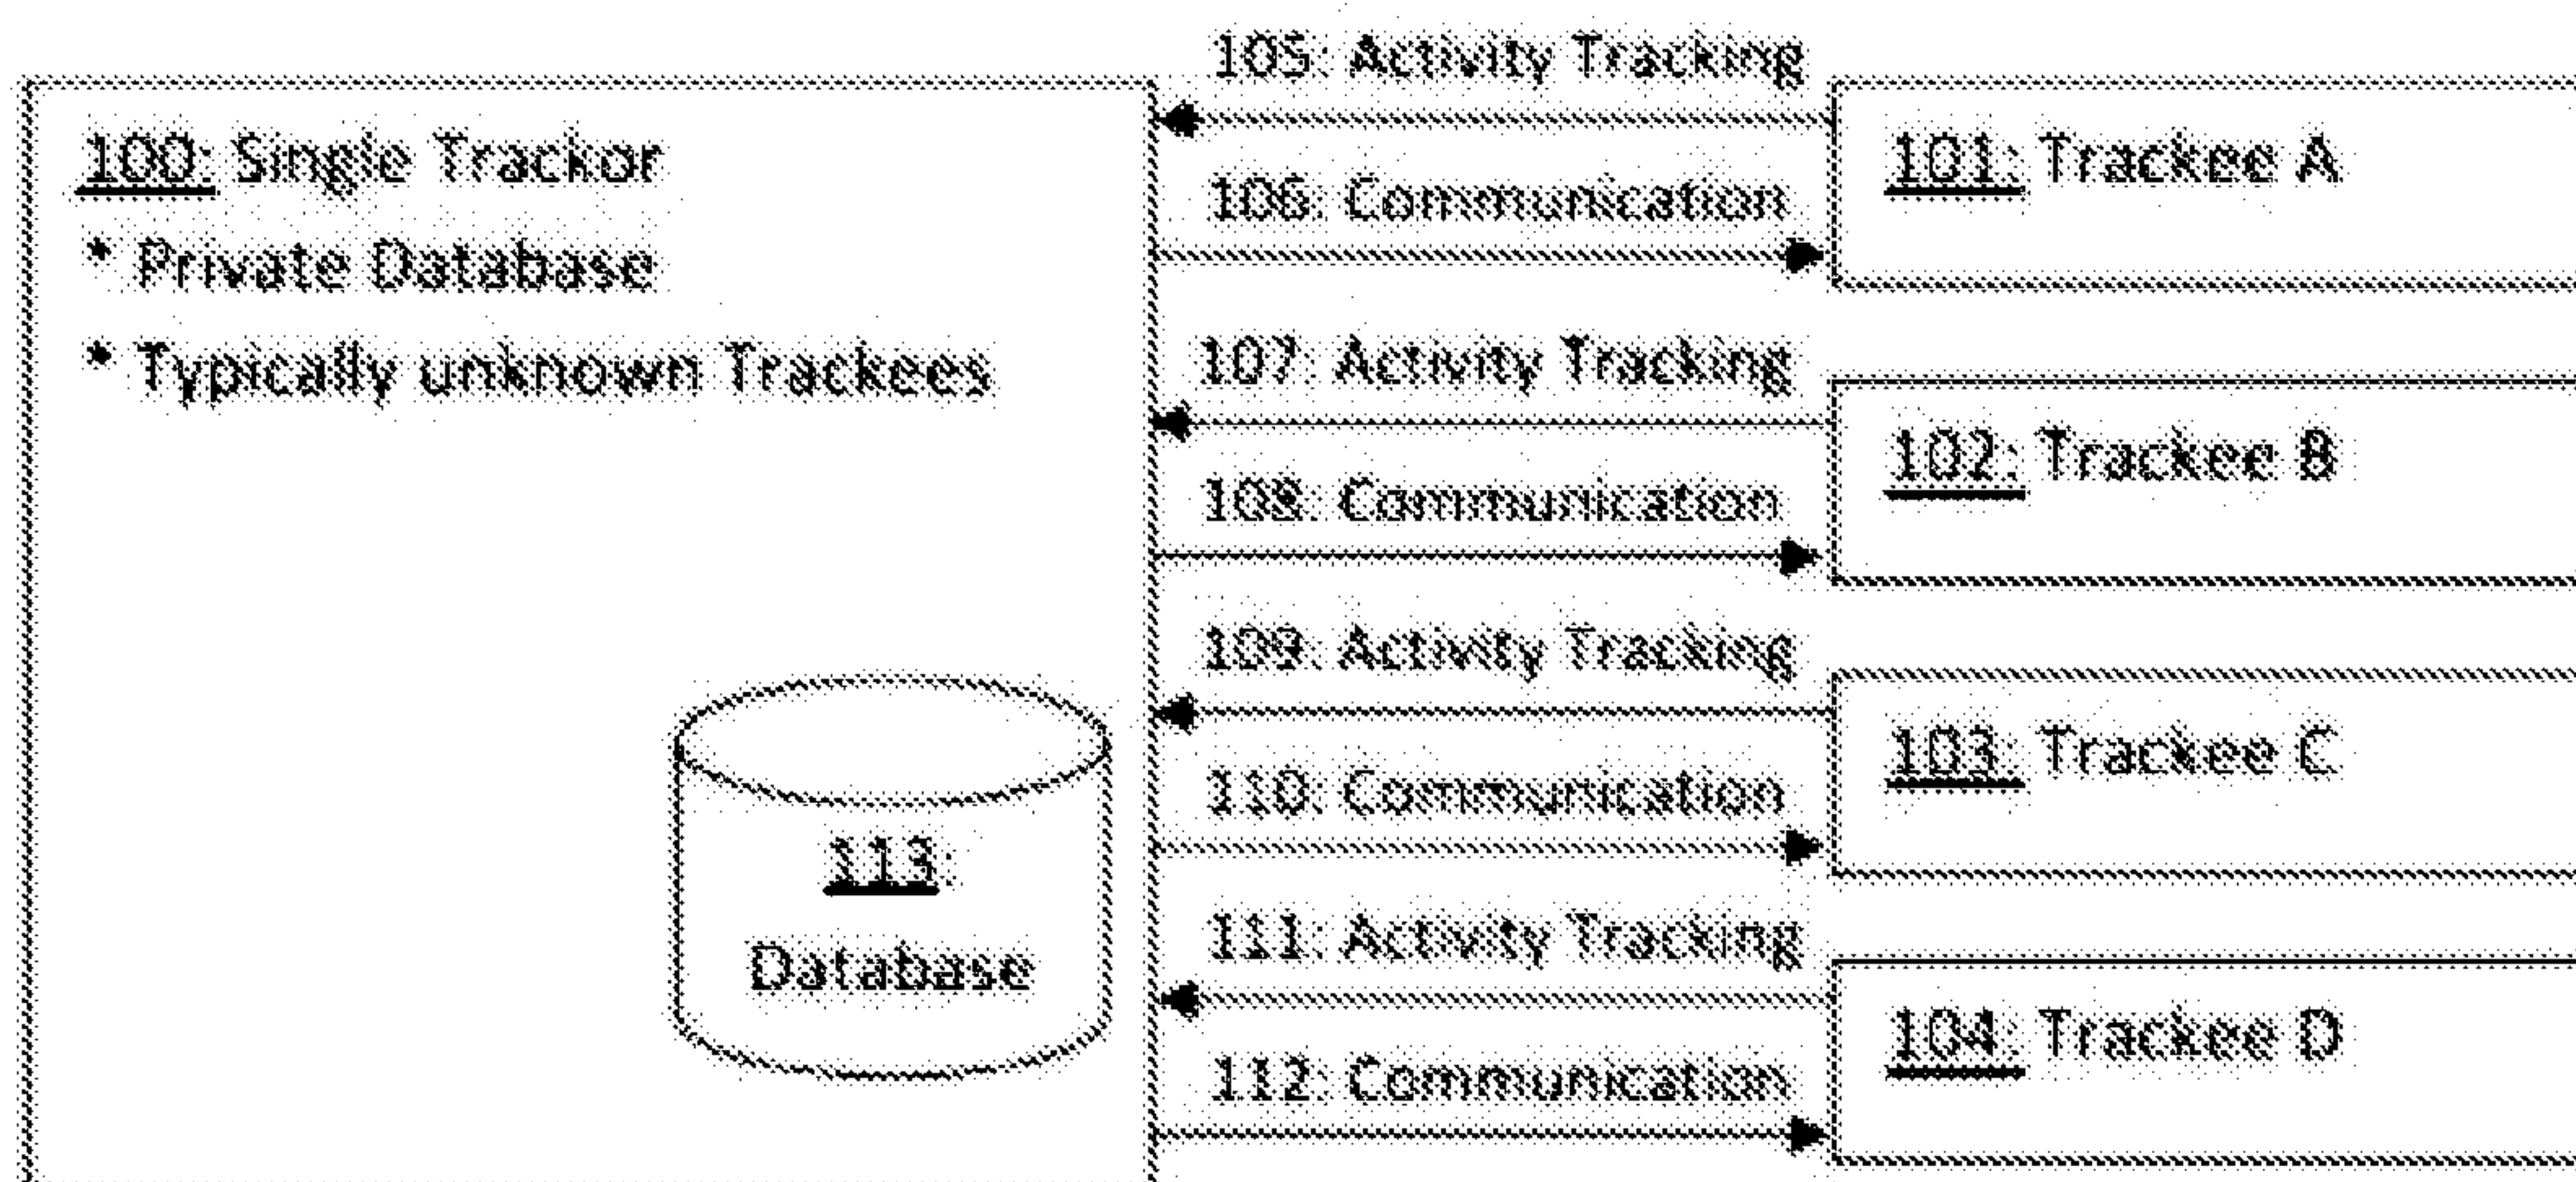 100: Single Trackor
* Private Database
* Typically unknown Trackees
113:
Database
105: Activity Tracking
106: Communication
107: Activity Tracking
108: Communication
109: Activity Tracking
110: Communication
111: Activity Tracking
112: Communication
101: Trackee A
102: Trackee B
103: Trackee C
104: Trackee D